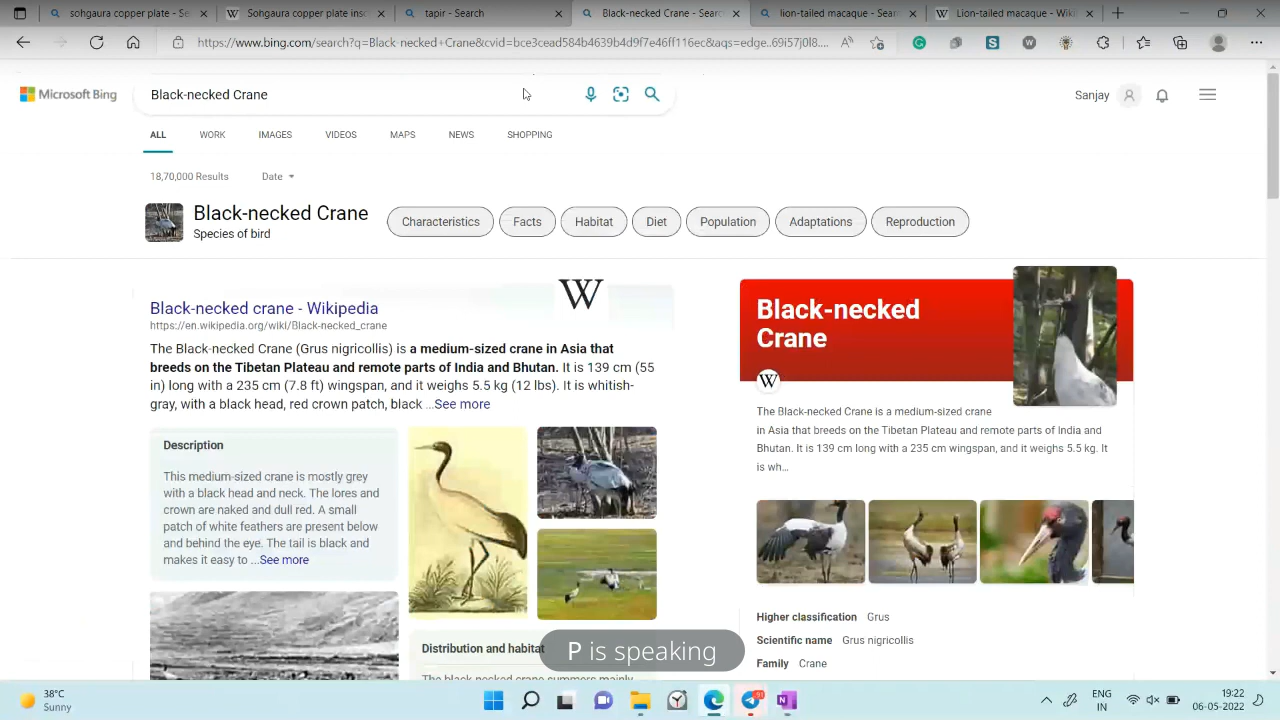 sohgaura copper plate inscripti
sohgaura copper plate inscripti
tapir - Search
Black-necked Crane - Search
lion-tailed macaque - Sear
Lion-tailed macaque - Wiki
https://www.bing.com/search?q=Black-necked+Crane&cvid=bce3cead584b4639b4d9f7e46ff116ec&aqs=edge..69i57j0l8...
Microsoft Bing
Black-necked Crane
Sanjay
ALL WORK IMAGES VIDEOS MAPS NEWS SHOPPING
18,70,000 Results Date
Black-necked Crane
Species of bird
Characteristics Facts Habitat Diet Population Adaptations Reproduction
Black-necked crane - Wikipedia
https://en.wikipedia.org/wiki/Black-necked_crane
The Black-necked Crane (Grus nigricollis) is a medium-sized crane in Asia that
breeds on the Tibetan Plateau and remote parts of India and Bhutan. It is 139 cm (55
in) long with a 235 cm (7.8 ft) wingspan, and it weighs 5.5 kg (12 lbs). It is whitish-
gray, with a black head, red crown patch, black ...See more
W
Description
This medium-sized crane is mostly grey
with a black head and neck. The lores and
crown are naked and dull red. A small
patch of white feathers are present below
and behind the eye. The tail is black and
makes it easy to ...See more
Distribution and habitat
The black necked crane summers mainly
Black-necked
Crane
W
The Black-necked Crane is a medium-sized crane
in Asia that breeds on the Tibetan Plateau and remote parts of India and
Bhutan. It is 139 cm long with a 235 cm wingspan, and it weighs 5.5 kg. It
is wh...
Higher classification Grus
Scientific name Grus nigricollis
Family Crane
P is speaking
38°C
Sunny
ENG
IN
19:22
06-05-2022